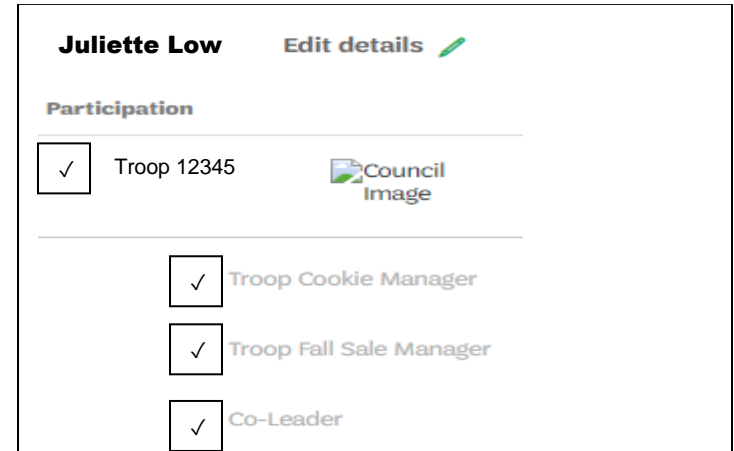 Juliette Low Edit details
Participation
✓ Troop 12345 Council
Image
✓ Troop Cookie Manager
✓ Troop Fall Sale Manager
✓ Co-Leader